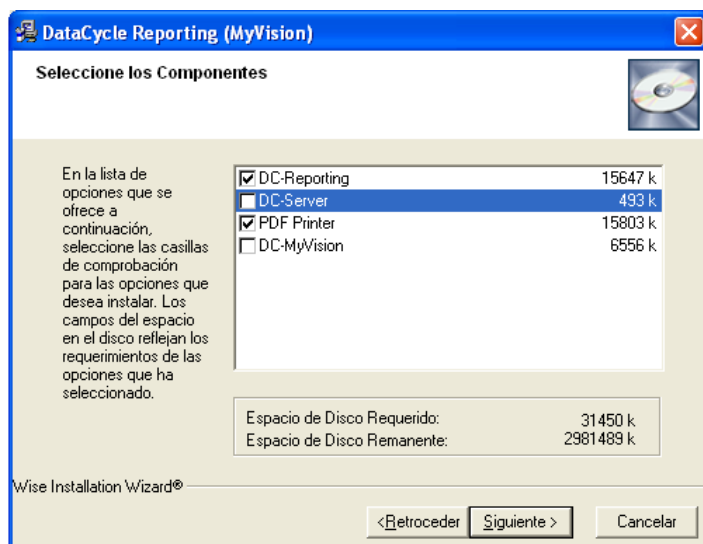 DataCycle Reporting (MyVision)
Seleccione los Componentes
En la lista de
opciones que se
ofrece a
continuación,
seleccione las casillas
de comprobación
para las opciones que
desea instalar. Los
campos del espacio
en el disco reflejan los
requerimientos de las
opciones que ha
seleccionado.
DC-Reporting 15647 k
DC-Server 493 k
PDF Printer 15803 k
DC-MyVision 6556 k
Espacio de Disco Requerido: 31450 k
Espacio de Disco Remanente: 2981489 k
Wise Installation Wizard®
<Retroceder Siguiente > Cancelar